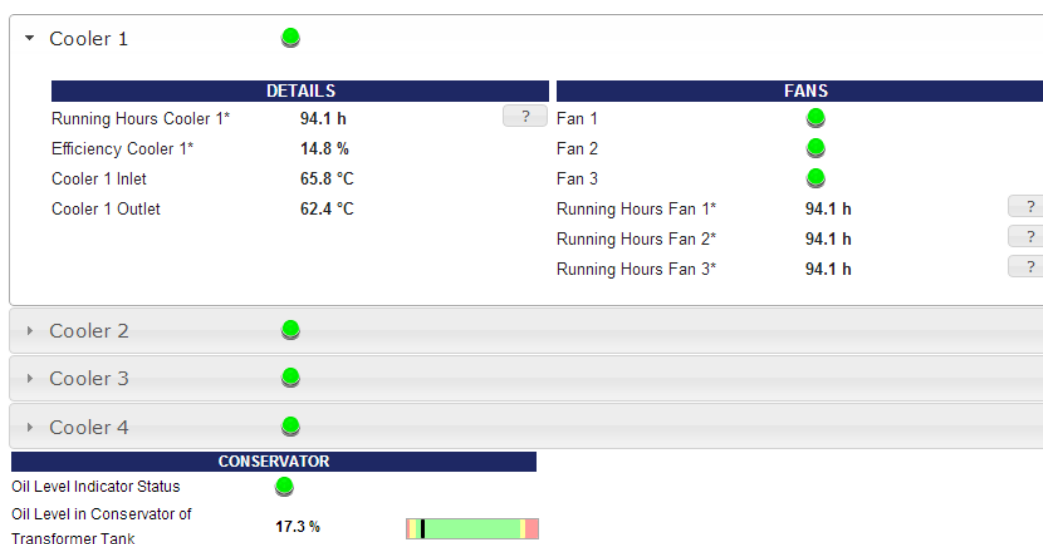 Cooler 1
DETAILS
Running Hours Cooler 1* 94.1 h ?
Efficiency Cooler 1* 14.8 %
Cooler 1 Inlet 65.8 °C
Cooler 1 Outlet 62.4 °C
FANS
Fan 1
Fan 2
Fan 3
Running Hours Fan 1* 94.1 h ?
Running Hours Fan 2* 94.1 h ?
Running Hours Fan 3* 94.1 h ?
Cooler 2
Cooler 3
Cooler 4
CONSERVATOR
Oil Level Indicator Status
Oil Level in Conservator of
Transformer Tank 17.3 %